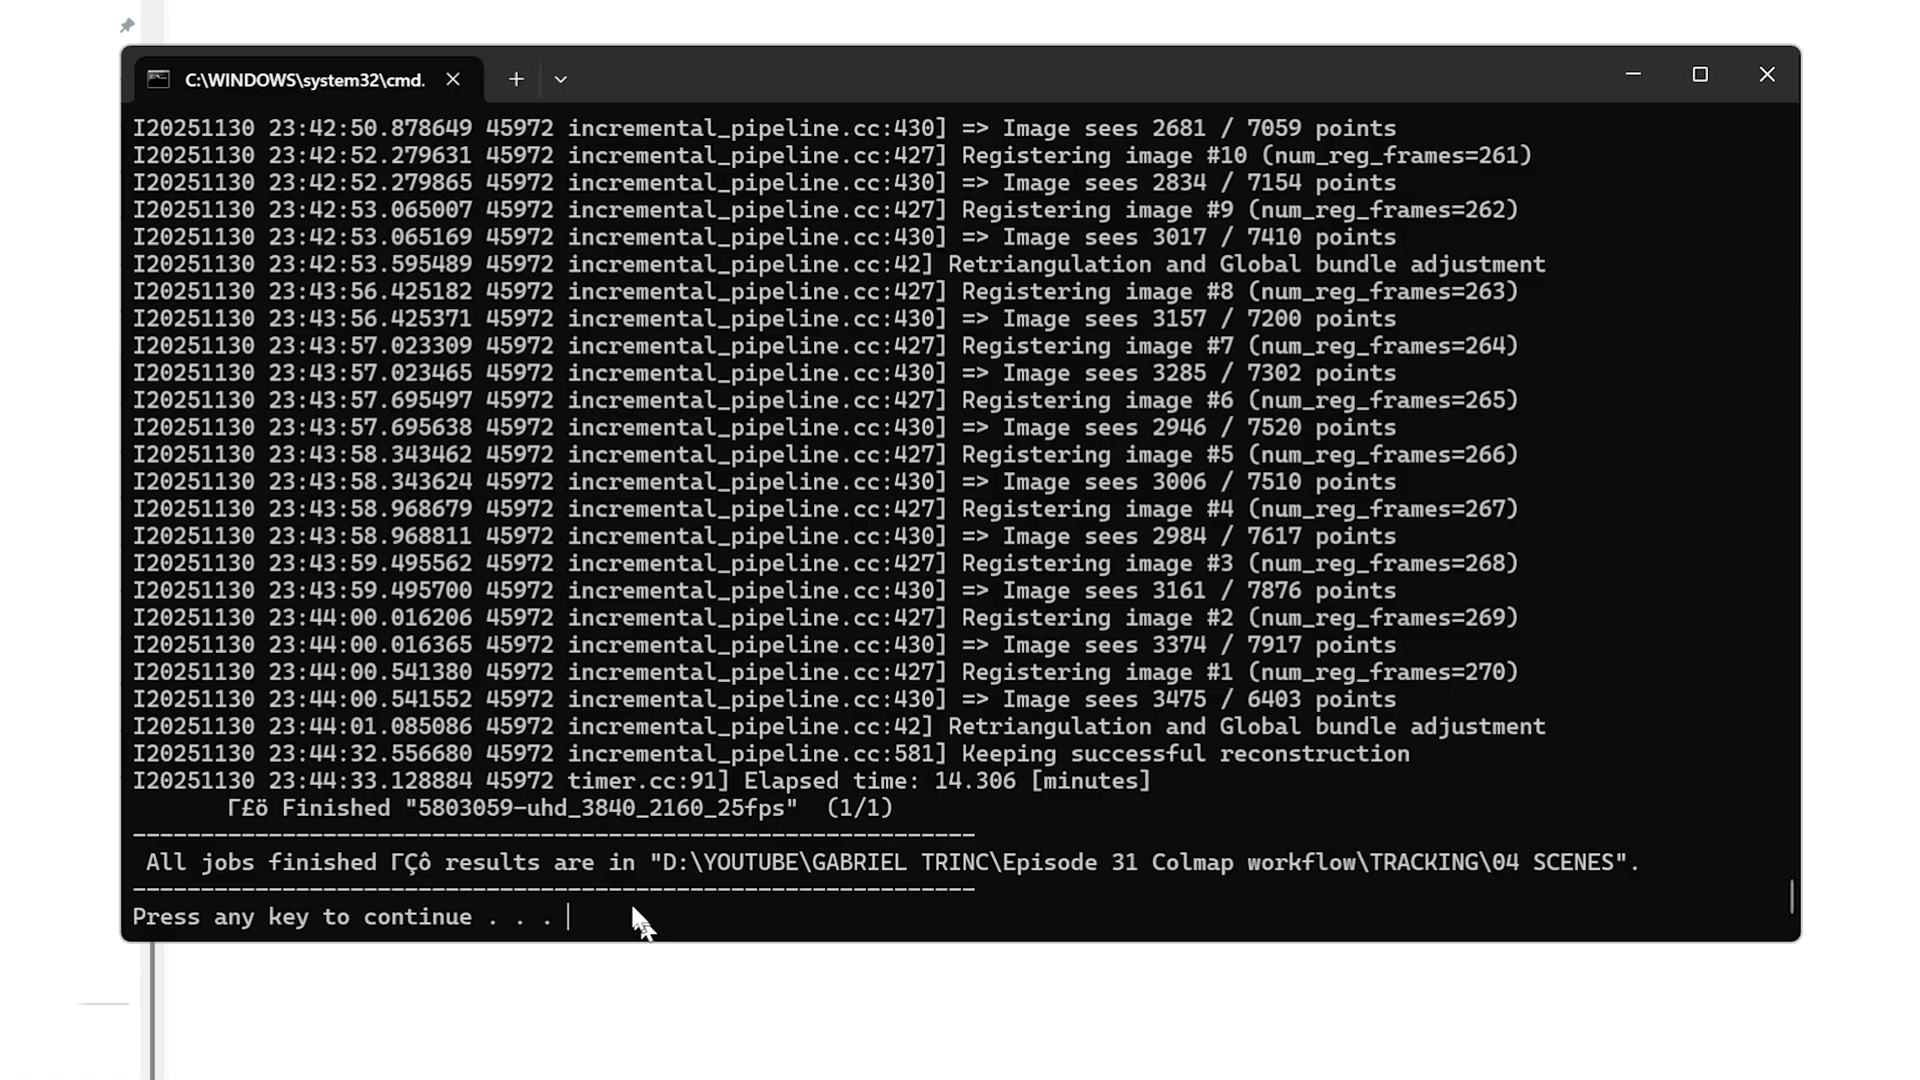 C:\WINDOWS\system32\cmd.
I20251130 23:42:50.878649 45972 incremental_pipeline.cc:430] => Image sees 2681 / 7059 points
I20251130 23:42:52.279631 45972 incremental_pipeline.cc:427] Registering image #10 (num_reg_frames=261)
I20251130 23:42:52.279865 45972 incremental_pipeline.cc:430] => Image sees 2834 / 7154 points
I20251130 23:42:53.065007 45972 incremental_pipeline.cc:427] Registering image #9 (num_reg_frames=262)
I20251130 23:42:53.065169 45972 incremental_pipeline.cc:430] => Image sees 3017 / 7410 points
I20251130 23:42:53.595489 45972 incremental_pipeline.cc:42] Retriangulation and Global bundle adjustment
I20251130 23:43:56.425182 45972 incremental_pipeline.cc:427] Registering image #8 (num_reg_frames=263)
I20251130 23:43:56.425371 45972 incremental_pipeline.cc:430] => Image sees 3157 / 7200 points
I20251130 23:43:57.023309 45972 incremental_pipeline.cc:427] Registering image #7 (num_reg_frames=264)
I20251130 23:43:57.023465 45972 incremental_pipeline.cc:430] => Image sees 3285 / 7302 points
I20251130 23:43:57.695497 45972 incremental_pipeline.cc:427] Registering image #6 (num_reg_frames=265)
I20251130 23:43:57.695638 45972 incremental_pipeline.cc:430] => Image sees 2946 / 7520 points
I20251130 23:43:58.343462 45972 incremental_pipeline.cc:427] Registering image #5 (num_reg_frames=266)
I20251130 23:43:58.343624 45972 incremental_pipeline.cc:430] => Image sees 3006 / 7510 points
I20251130 23:43:58.968679 45972 incremental_pipeline.cc:427] Registering image #4 (num_reg_frames=267)
I20251130 23:43:58.968811 45972 incremental_pipeline.cc:430] => Image sees 2984 / 7617 points
I20251130 23:43:59.495562 45972 incremental_pipeline.cc:427] Registering image #3 (num_reg_frames=268)
I20251130 23:43:59.495700 45972 incremental_pipeline.cc:430] => Image sees 3161 / 7876 points
I20251130 23:44:00.016206 45972 incremental_pipeline.cc:427] Registering image #2 (num_reg_frames=269)
I20251130 23:44:00.016365 45972 incremental_pipeline.cc:430] => Image sees 3374 / 7917 points
I20251130 23:44:00.541380 45972 incremental_pipeline.cc:427] Registering image #1 (num_reg_frames=270)
I20251130 23:44:00.541552 45972 incremental_pipeline.cc:430] => Image sees 3475 / 6403 points
I20251130 23:44:01.085086 45972 incremental_pipeline.cc:42] Retriangulation and Global bundle adjustment
I20251130 23:44:32.556680 45972 incremental_pipeline.cc:581] Keeping successful reconstruction
I20251130 23:44:33.128884 45972 timer.cc:91] Elapsed time: 14.306 [minutes]
Γ£ö Finished "5803059-uhd_3840_2160_25fps"  (1/1)
--------------------------------------------------------------
All jobs finished ΓÇô results are in "D:\YOUTUBE\GABRIEL TRINC\Episode 31 Colmap workflow\TRACKING\04 SCENES".
--------------------------------------------------------------
Press any key to continue . . .